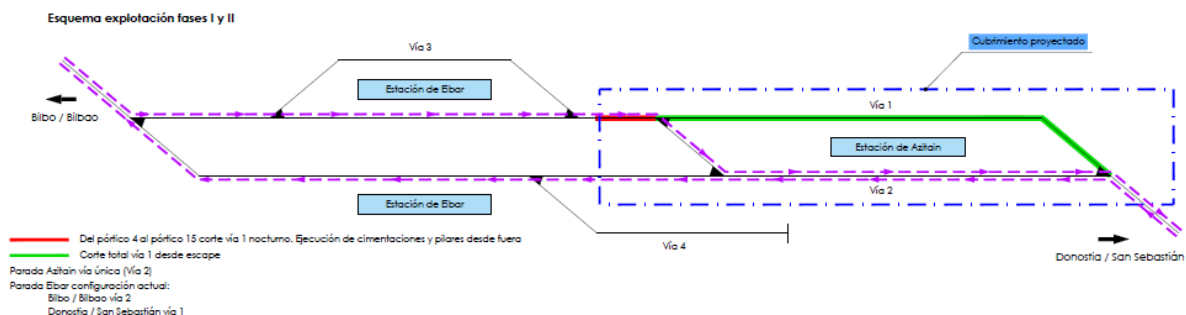 Esquema explotación fases I y II
Cubrimiento proyectado
Vía 3
Estación de Eibar
Vía 1
Bilbo / Bilbao
Estación de Azitain
Vía 2
Estación de Eibar
Vía 4
Donostia / San Sebastián
Del pórtico 4 al pórtico 15 corte vía 1 nocturno. Ejecución de cimentaciones y pilares desde fuera
Corte total vía 1 desde escape
Parada Azitain vía única (Vía 2)
Parada Eibar configuración actual:
Bilbo / Bilbao vía 2
Donostia / San Sebastián vía 1